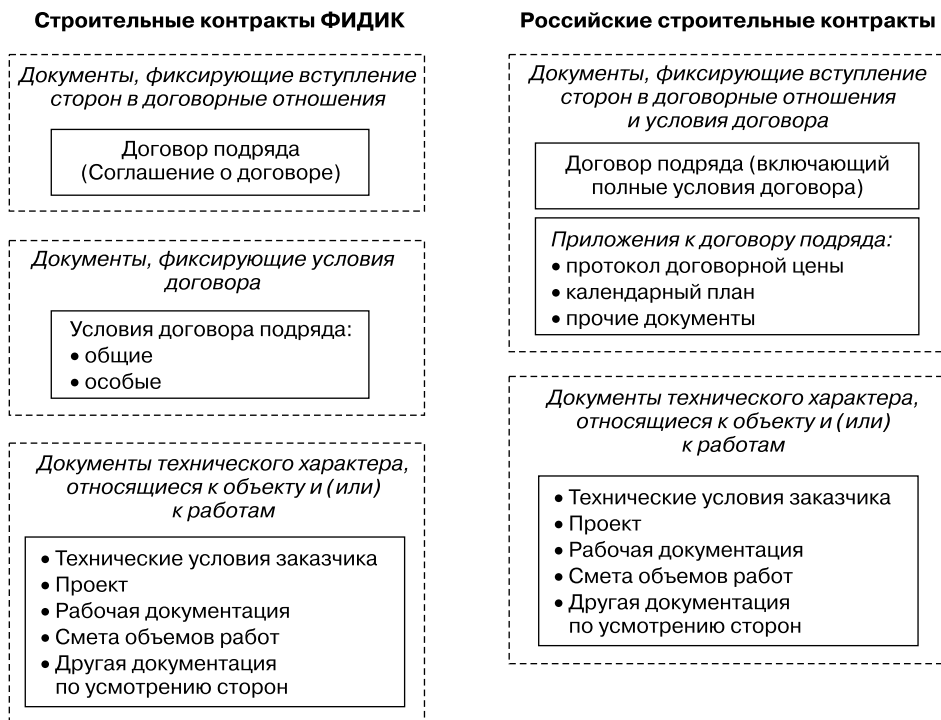 Строительные контракты ФИДИК
Документы, фиксирующие вступление
сторон в договорные отношения
Договор подряда
(Соглашение о договоре)
Документы, фиксирующие условия
договора
Условия договора подряда:
• общие
• особые
Документы технического характера,
относящиеся к объекту и (или)
к работам
• Технические условия заказчика
• Проект
• Рабочая документация
• Смета объемов работ
• Другая документация
по усмотрению сторон
Российские строительные контракты
Документы, фиксирующие вступление
сторон в договорные отношения
и условия договора
Договор подряда (включающий
полные условия договора)
Приложения к договору подряда:
• протокол договорной цены
• календарный план
• прочие документы
Документы технического характера,
относящиеся к объекту и (или)
к работам
• Технические условия заказчика
• Проект
• Рабочая документация
• Смета объемов работ
• Другая документация
по усмотрению сторон